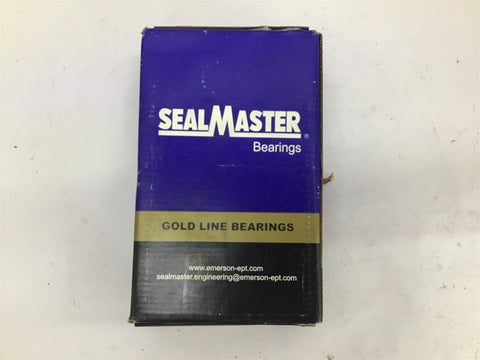 SEALMASTER®
Bearings
GOLD LINE BEARINGS
www.emerson-ept.com
sealmaster.engineering@emerson-ept.com